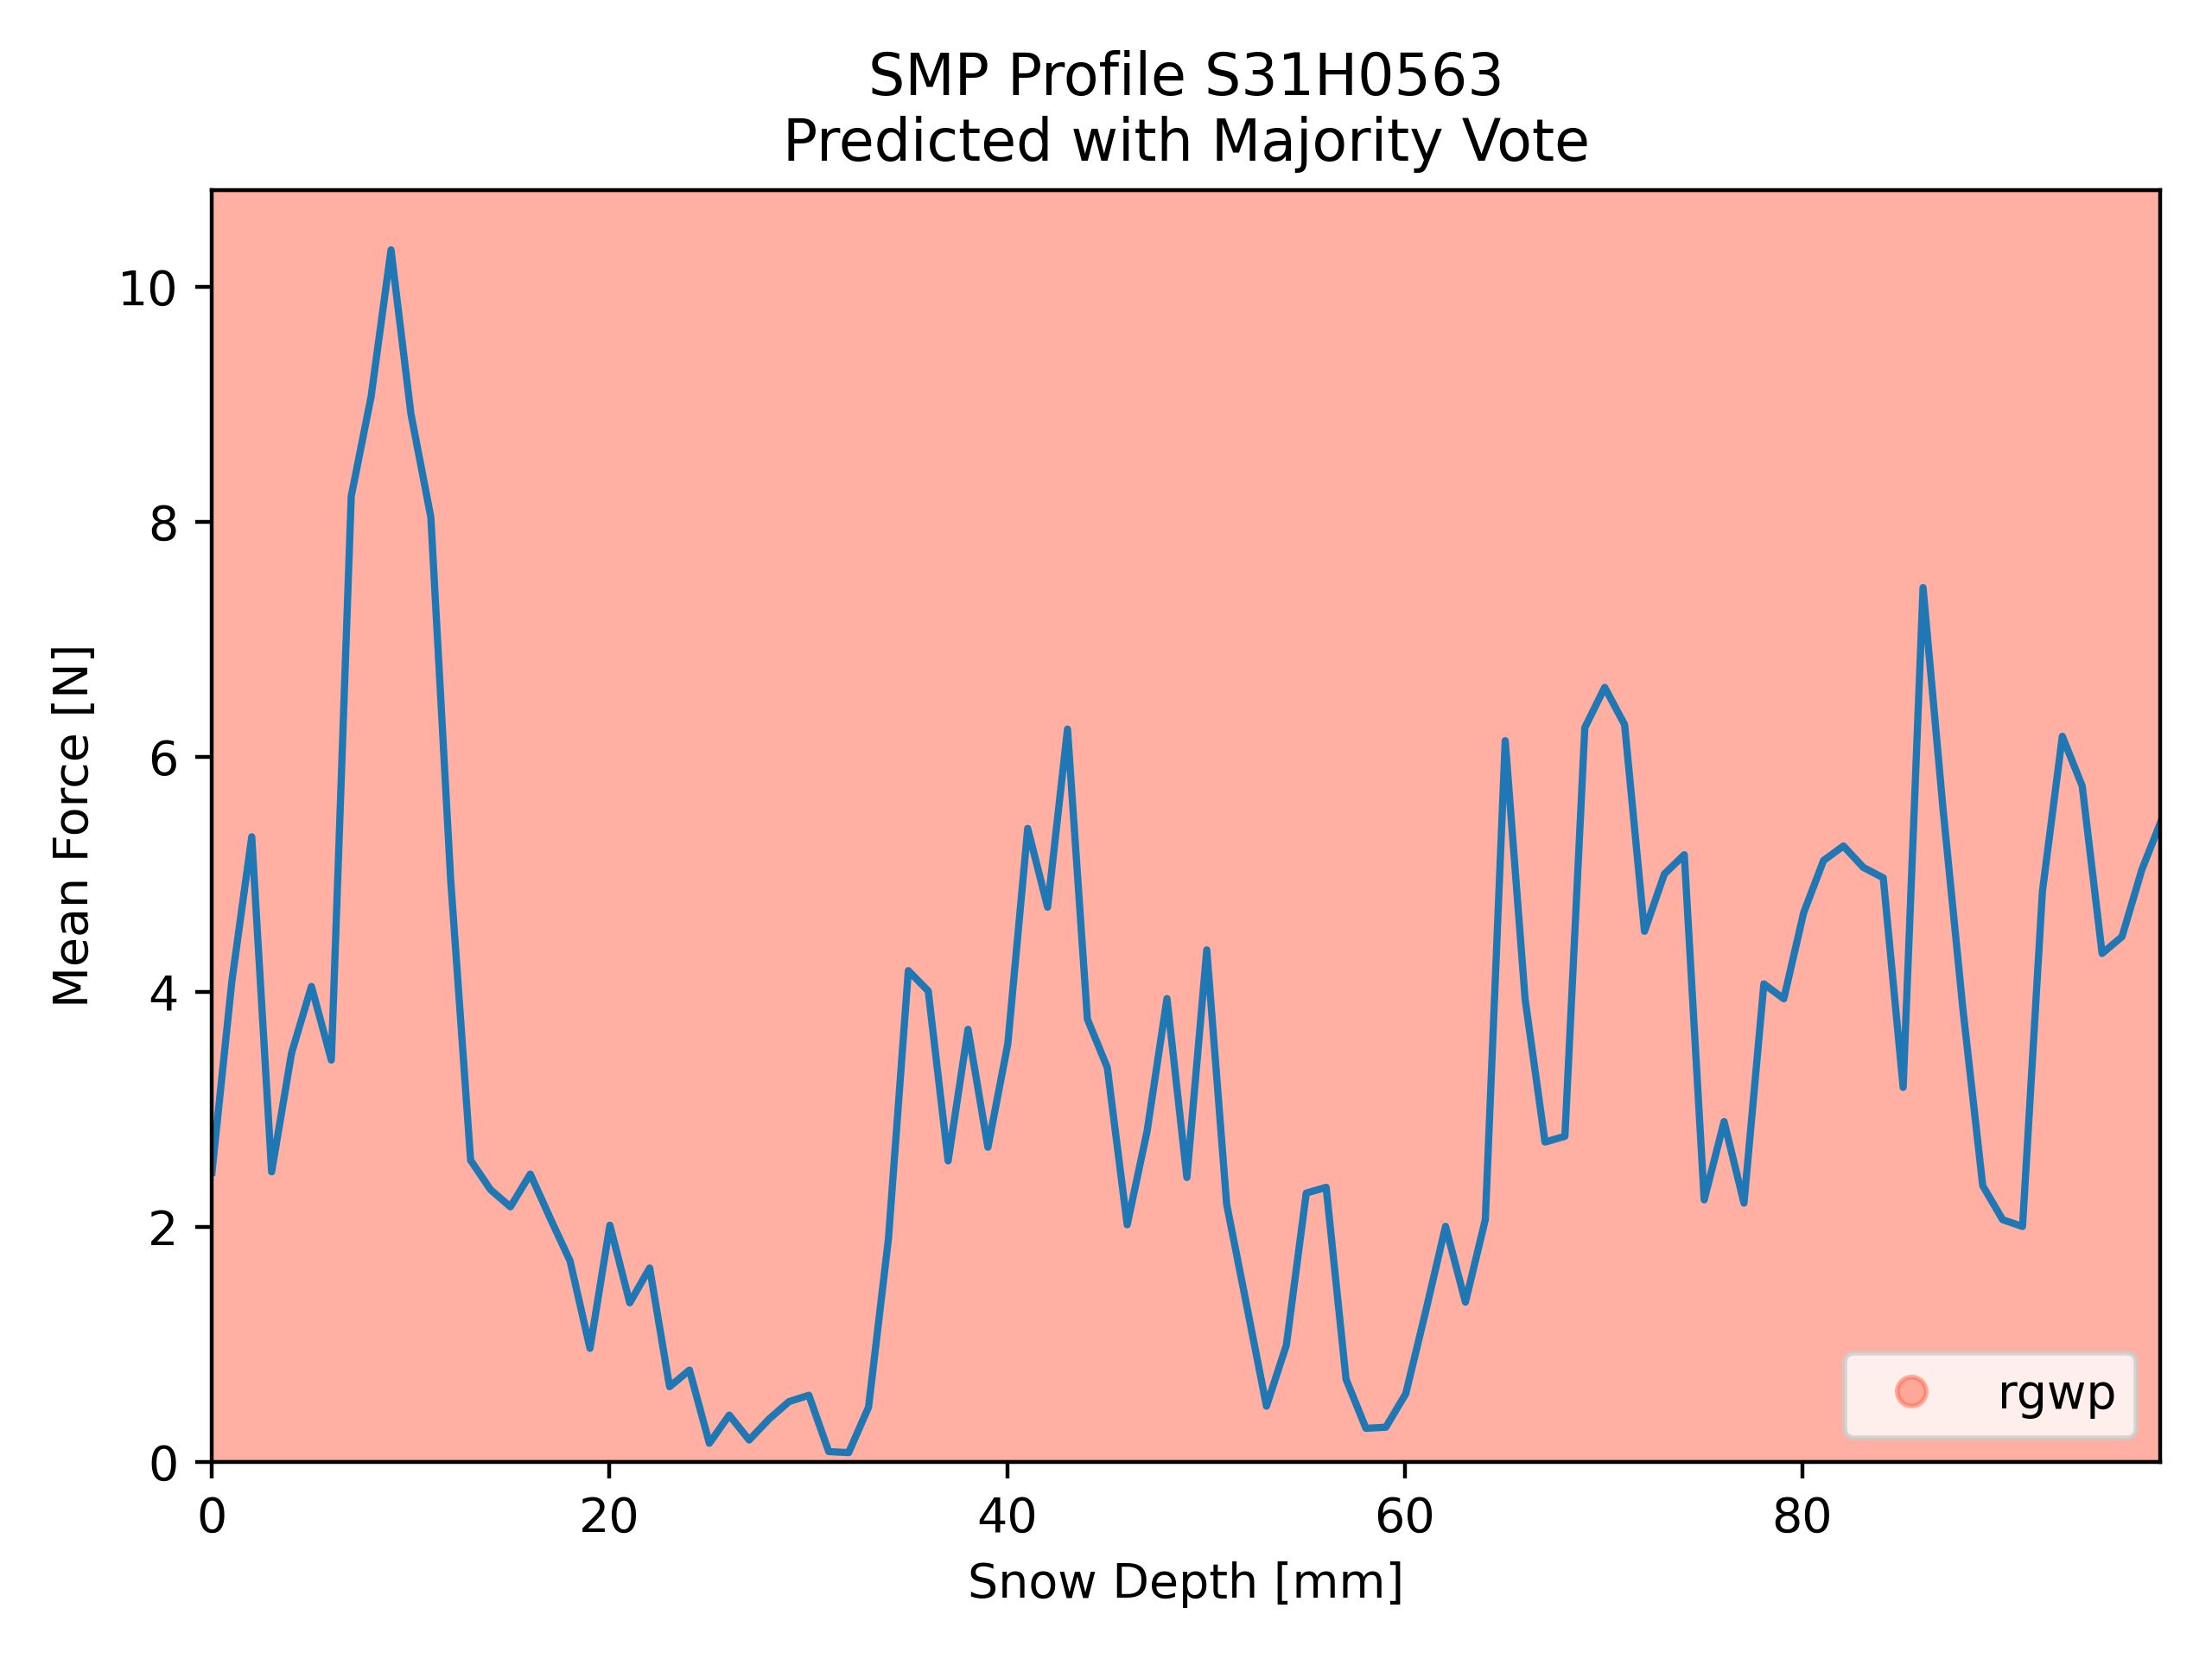 SMP Profile S31H0563
Predicted with Majority Vote
Mean Force [N]
10
8
6
4
2
0
0 20 40 60 80
Snow Depth [mm]
rgwp